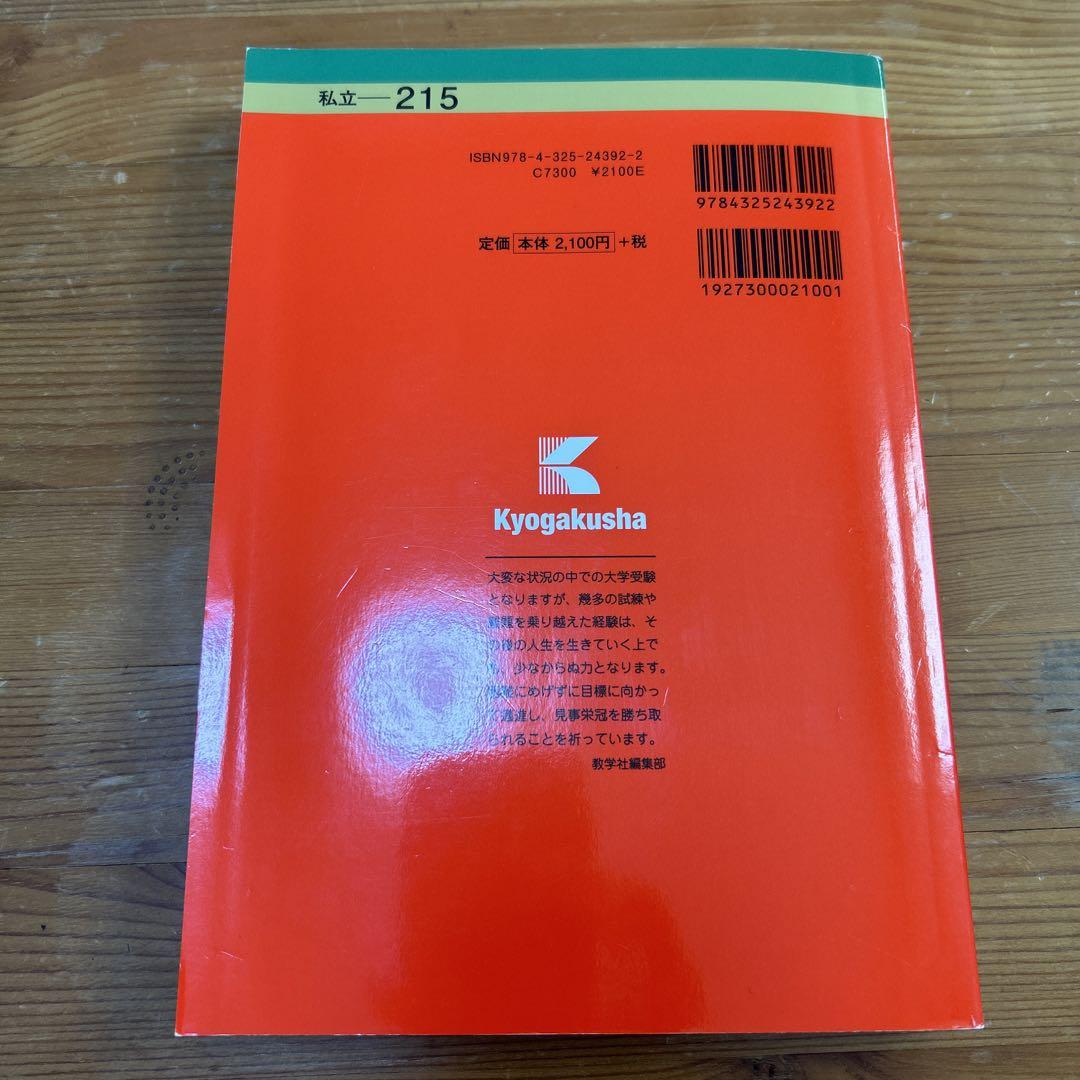 私立―215
ISBN978-4-325-24392-2
C7300 ¥2100E
9784325243922
定価 本体 2,100円 +税
1927300021001
Kyogakusha
大変な状況の中での大学受験
となりますが、幾多の試練や
を乗り越えた経験は、そ
の後の人生を生きていく上で
、少なからぬ力となります。
にめげずに目標に向かっ
て邁進し、見事栄冠を勝ち取
られることを祈っています。
教学社編集部